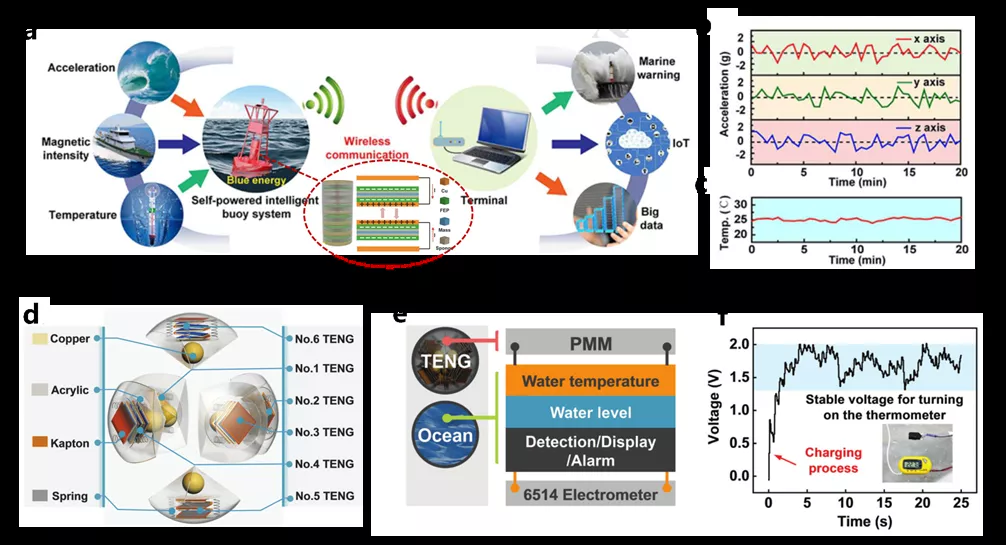 a
Acceleration
Magnetic
intensity
Temperature
Blue energy
Self-powered intelligent
buoy system
Wireless
communication
Cu
FEP
Mass
Sponge
Terminal
Marine
warning
IoT
Big
data
2
0
-2
x axis
2
0
-2
y axis
2
0
-2
z axis
Acceleration (g)
0
5
10
15
20
Time (min)
30
25
20
Temp. (℃)
0
5
10
15
20
Time (min)
d
Copper
Acrylic
Kapton
Spring
No.6 TENG
No.1 TENG
No.2 TENG
No.3 TENG
No.4 TENG
No.5 TENG
e
TENG
Ocean
PMM
Water temperature
Water level
Detection/Display
/Alarm
6514 Electrometer
f
2.0
1.5
1.0
0.5
0.0
Voltage (V)
Stable voltage for turning
on the thermometer
Charging
process
0
5
10
15
20
25
Time (s)